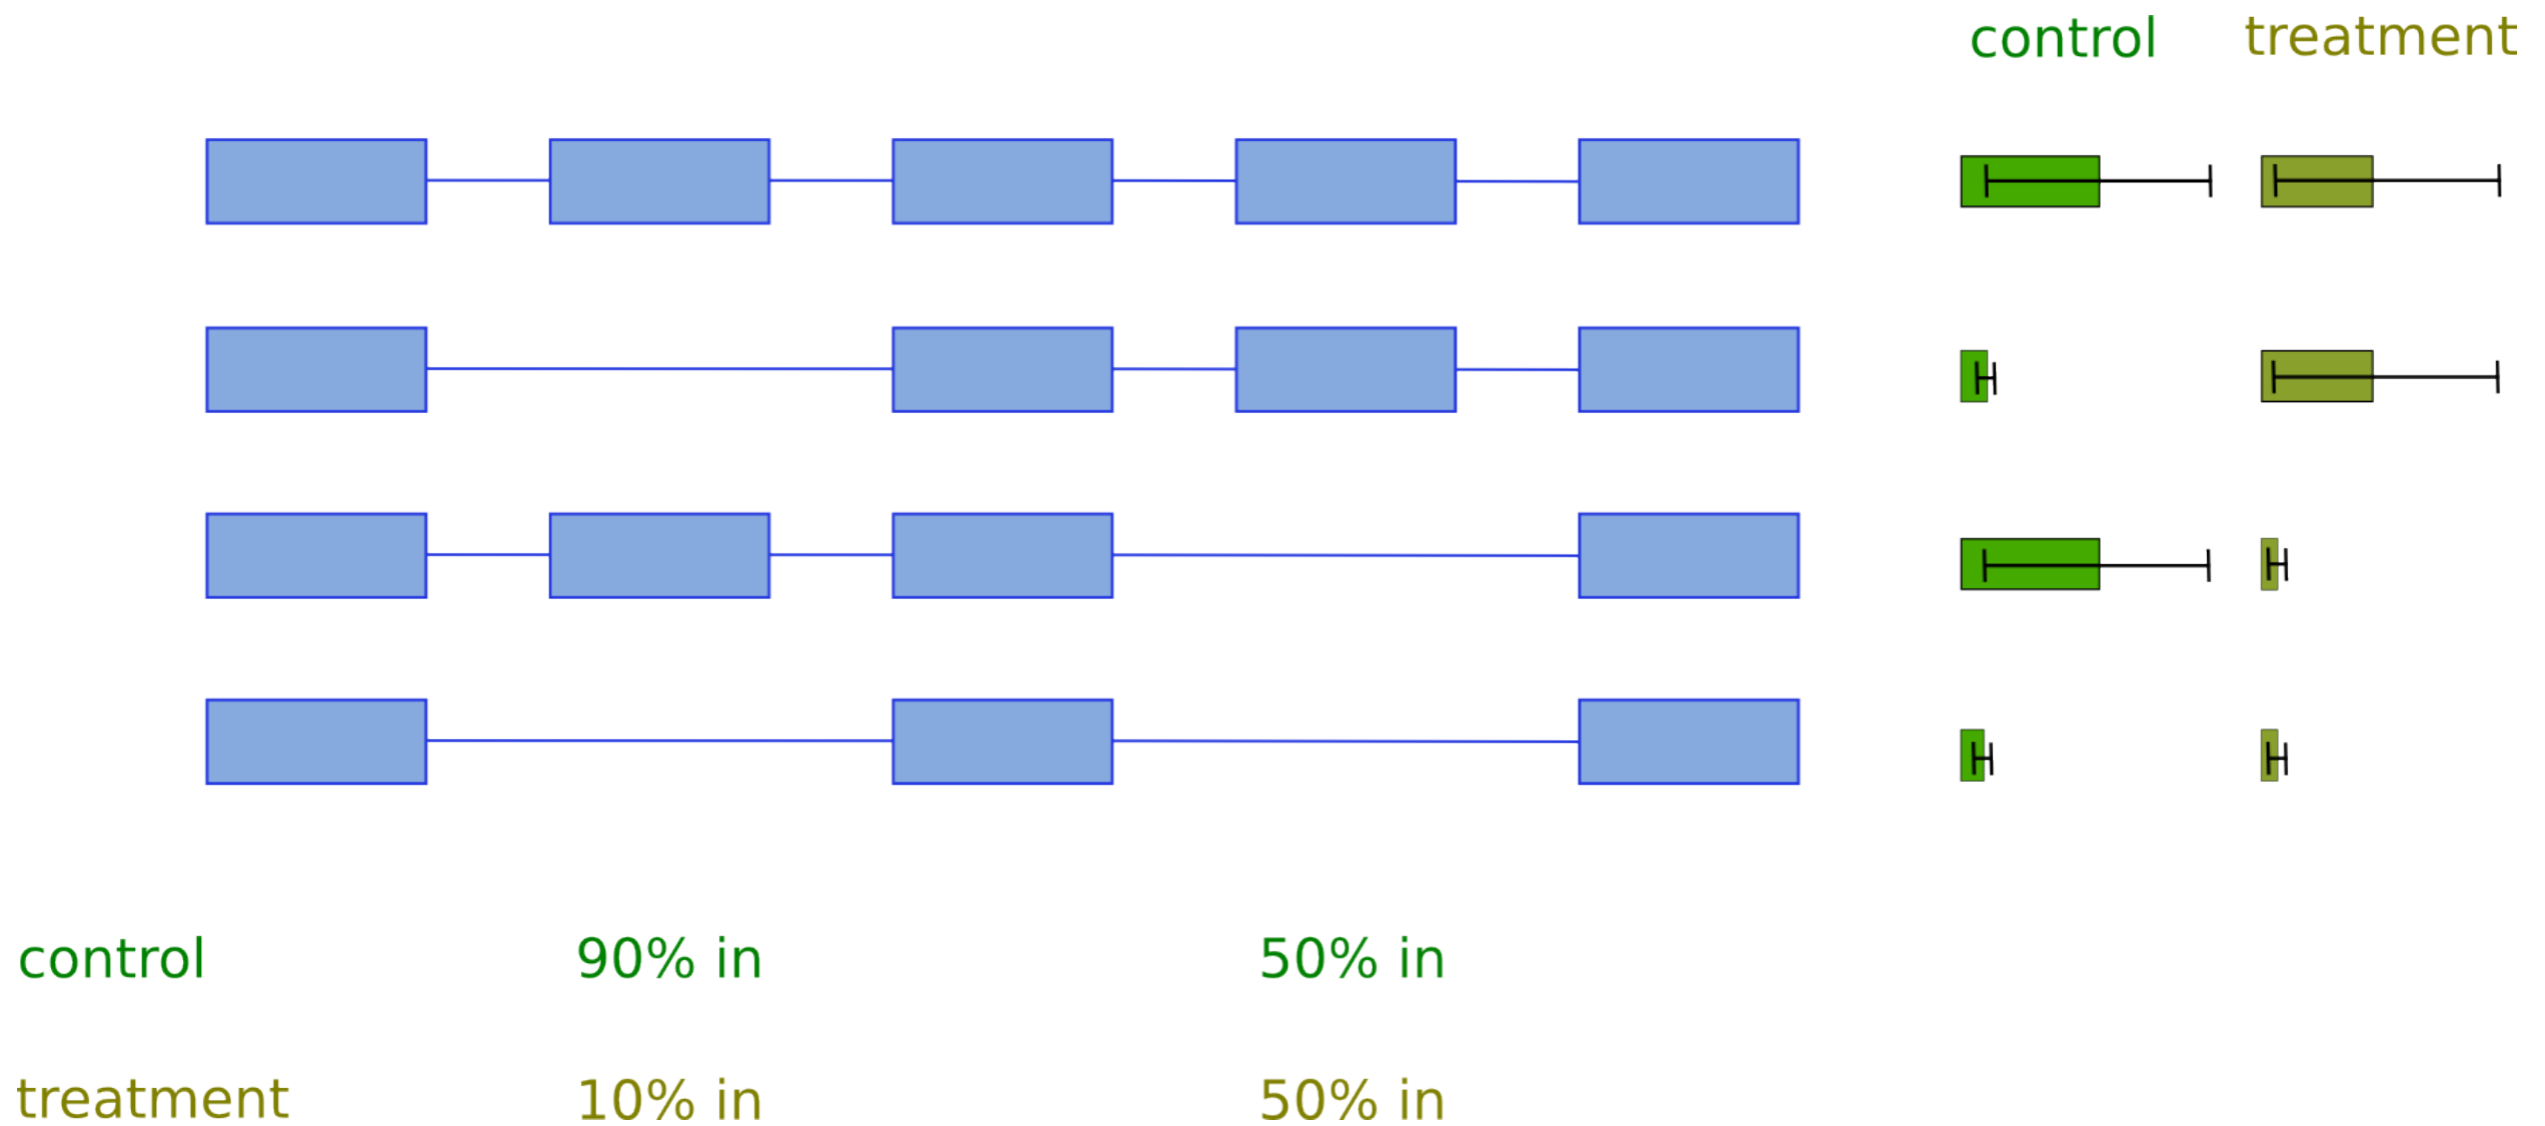 control treatment
control 90% in 50% in
treatment 10% in 50% in